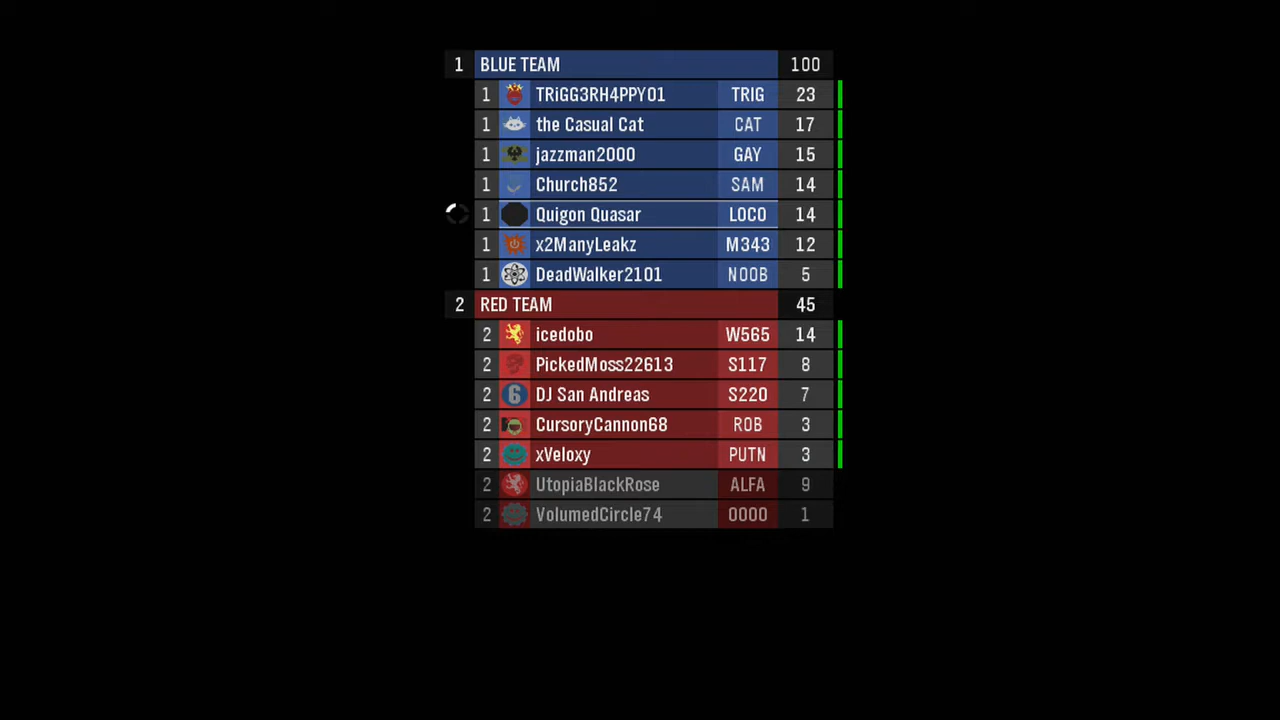 1 BLUE TEAM 100
1 TRiGG3RH4PPY01 TRIG 23
1 the Casual Cat CAT 17
1 jazzman2000 GAY 15
1 Church852 SAM 14
1 Quigon Quasar LOCO 14
1 x2ManyLeakz M343 12
1 DeadWalker2101 NOOB 5
2 RED TEAM 45
2 icedobo W565 14
2 PickedMoss22613 S117 8
2 6 DJ San Andreas S220 7
2 CursoryCannon68 ROB 3
2 xVeloxy PUTN 3
2 UtopiaBlackRose ALFA 9
2 VolumedCircle74 0000 1